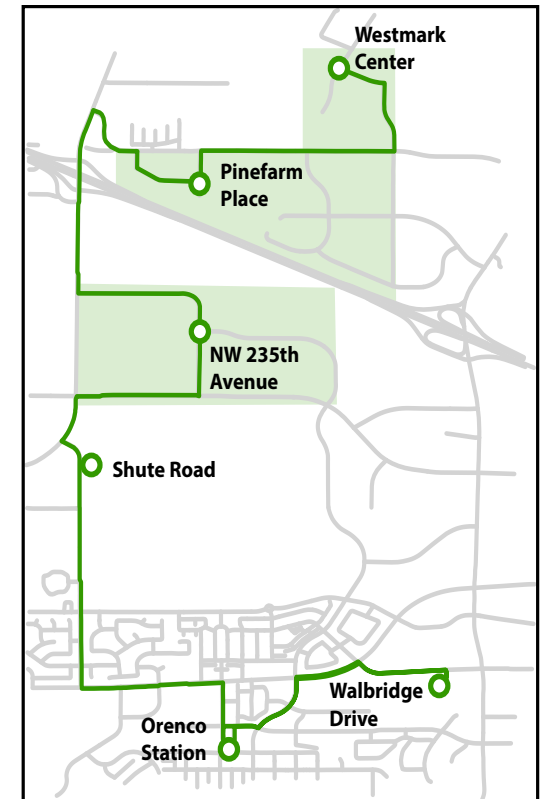 Westmark
Center
Pinefarm
Place
NW 235th
Avenue
Shute Road
Walbridge
Drive
Orenco
Station